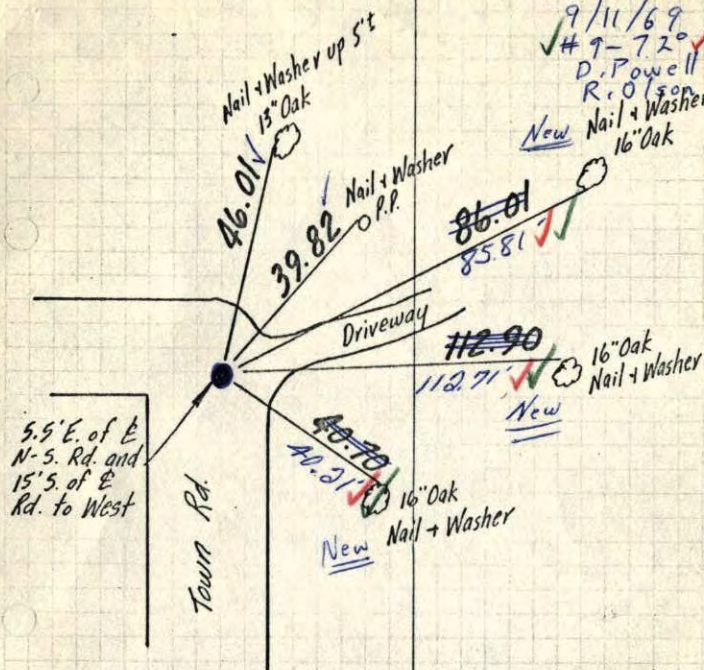 9/11/69
#9-72°
D. Powell
R. Olson
Nail & Washer up 5'±
13" Oak
46.01
Nail & Washer
P.P.
39.82
New
Nail & Washer
16" Oak
86.01
85.81'
Driveway
112.90
112.71'
16" Oak
Nail & Washer
New
40.70
40.21'
16" Oak
Nail & Washer
New
5.5' E. of ℄
N-S. Rd. and
15' S. of ℄
Rd. to West
Town Rd.